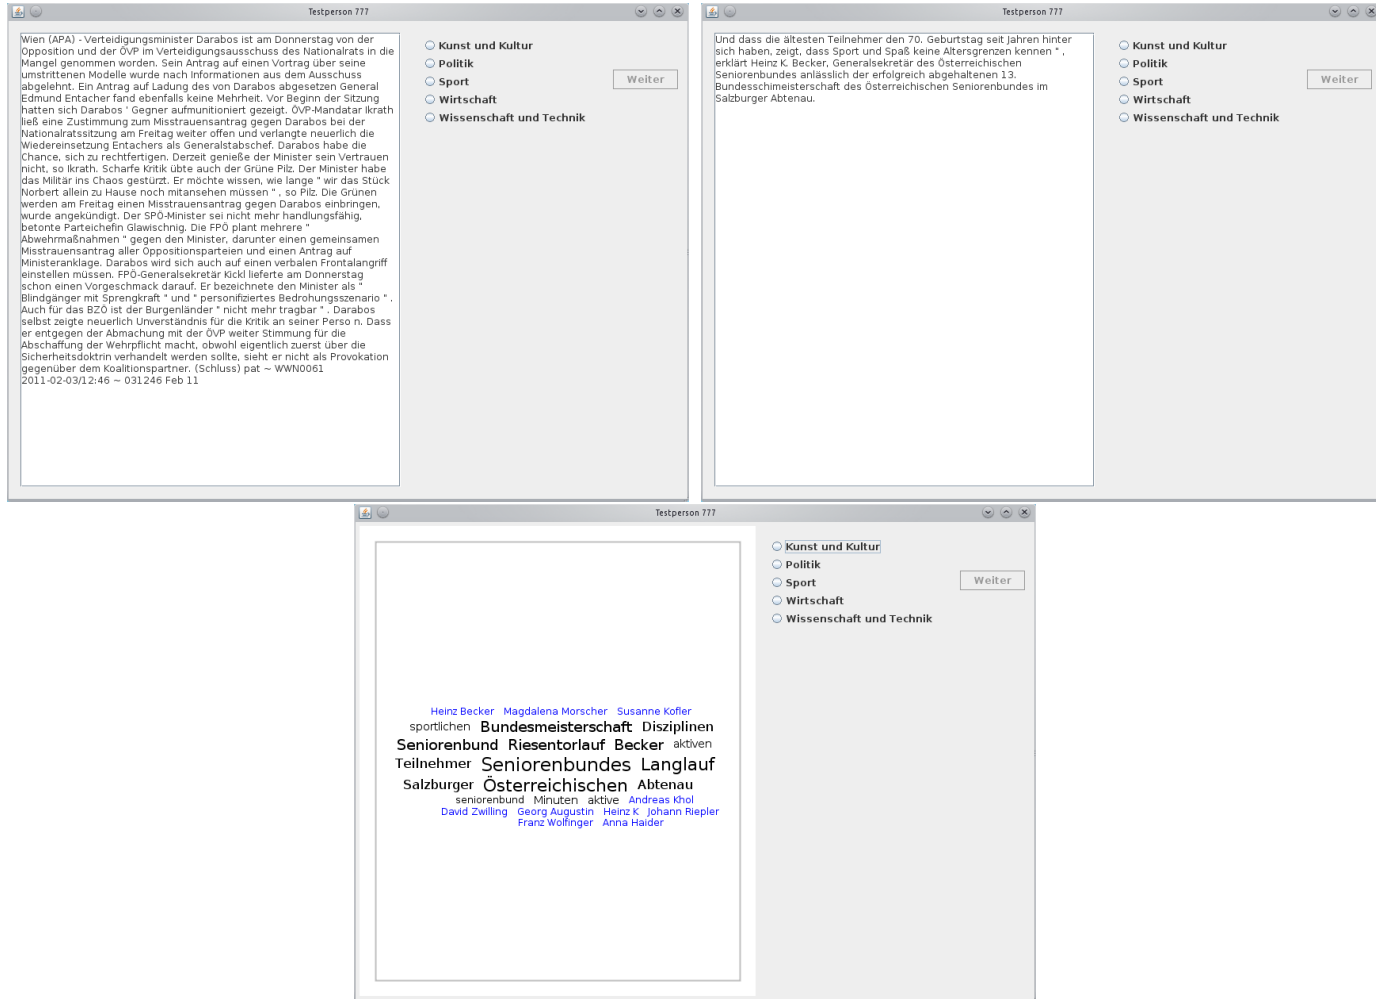 Testperson 777
Wien (APA) - Verteidigungsminister Darabos ist am Donnerstag von der
Opposition und der ÖVP im Verteidigungsausschuss des Nationalrats in die
Mangel genommen worden. Sein Antrag auf einen Vortrag über seine
umstrittenen Modelle wurde nach Informationen aus dem Ausschuss
abgelehnt. Ein Antrag auf Ladung des von Darabos abgesetzen General
Edmund Entacher fand ebenfalls keine Mehrheit. Vor Beginn der Sitzung
hatten sich Darabos ' Gegner aufmunitioniert gezeigt. ÖVP-Mandatar Ikrath
ließ eine Zustimmung zum Misstrauensantrag gegen Darabos bei der
Nationalratssitzung am Freitag weiter offen und verlangte neuerlich die
Wiedereinsetzung Entachers als Generalstabschef. Darabos habe die
Chance, sich zu rechtfertigen. Derzeit genieße der Minister sein Vertrauen
nicht, so Ikrath. Scharfe Kritik übte auch der Grüne Pilz. Der Minister habe
das Militär ins Chaos gestürzt. Er möchte wissen, wie lange " wir das Stück
Norbert allein zu Hause noch mitansehen müssen " , so Pilz. Die Grünen
werden am Freitag einen Misstrauensantrag gegen Darabos einbringen,
wurde angekündigt. Der SPÖ-Minister sei nicht mehr handlungsfähig,
betonte Parteichefin Glawischnig. Die FPÖ plant mehrere "
Abwehrmaßnahmen " gegen den Minister, darunter einen gemeinsamen
Misstrauensantrag aller Oppositionsparteien und einen Antrag auf
Ministeranklage. Darabos wird sich auch auf einen verbalen Frontalangriff
einstellen müssen. FPÖ-Generalsekretär Kickl lieferte am Donnerstag
schon einen Vorgeschmack darauf. Er bezeichnete den Minister als "
Blindgänger mit Sprengkraft " und " personifiziertes Bedrohungsszenario " .
Auch für das BZÖ ist der Burgenländer " nicht mehr tragbar " . Darabos
selbst zeigte neuerlich Unverständnis für die Kritik an seiner Perso n. Dass
er entgegen der Abmachung mit der ÖVP weiter Stimmung für die
Abschaffung der Wehrpflicht macht, obwohl eigentlich zuerst über die
Sicherheitsdoktrin verhandelt werden sollte, sieht er nicht als Provokation
gegenüber dem Koalitionspartner. (Schluss) pat ~ WWN0061
2011-02-03/12:46 ~ 031246 Feb 11
Kunst und Kultur
Politik
Sport
Wirtschaft
Wissenschaft und Technik
Weiter
Testperson 777
Und dass die ältesten Teilnehmer den 70. Geburtstag seit Jahren hinter
sich haben, zeigt, dass Sport und Spaß keine Altersgrenzen kennen " ,
erklärt Heinz K. Becker, Generalsekretär des Österreichischen
Seniorenbundes anlässlich der erfolgreich abgehaltenen 13.
Bundesschimeisterschaft des Österreichischen Seniorenbundes im
Salzburger Abtenau.
Kunst und Kultur
Politik
Sport
Wirtschaft
Wissenschaft und Technik
Weiter
Testperson 777
Heinz Becker Magdalena Morscher Susanne Kofler
sportlichen Bundesmeisterschaft Disziplinen
Seniorenbund Riesentorlauf Becker aktiven
Teilnehmer Seniorenbundes Langlauf
Salzburger Österreichischen Abtenau
seniorenbund Minuten aktive Andreas Khol
David Zwilling Georg Augustin Heinz K Johann Riepler
Franz Wolfinger Anna Haider
Kunst und Kultur
Politik
Sport
Wirtschaft
Wissenschaft und Technik
Weiter